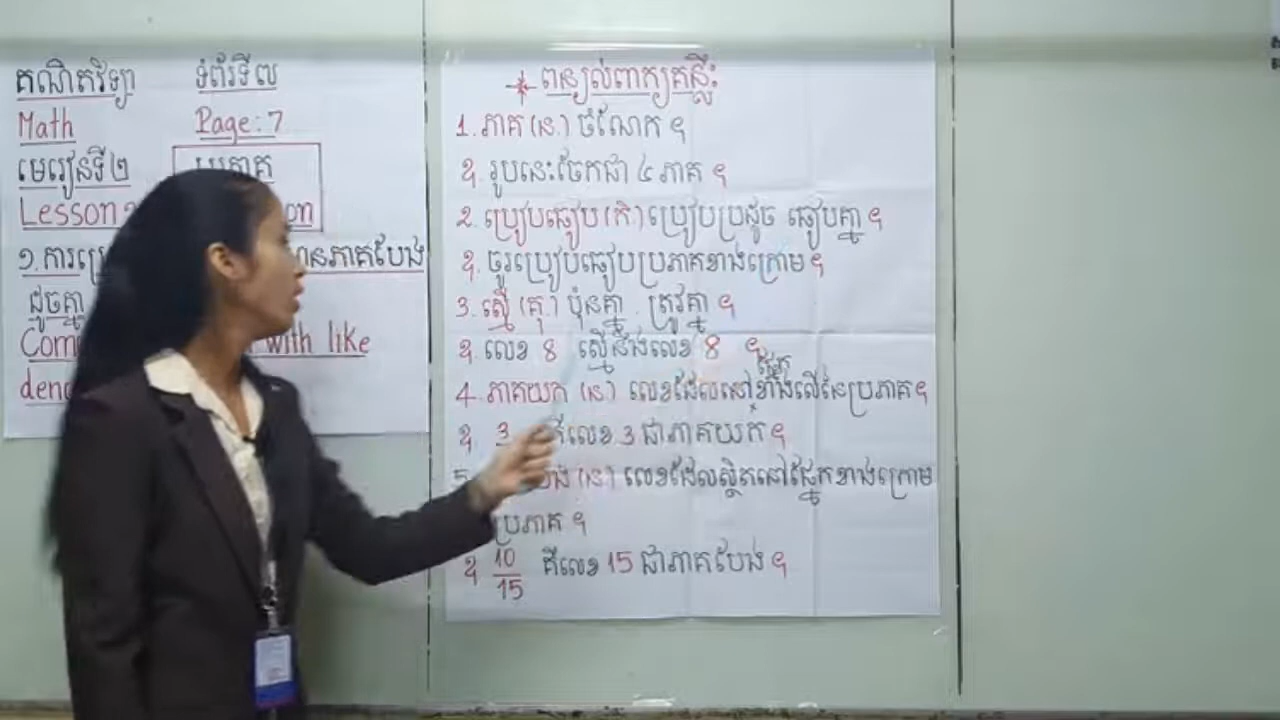 គណិតវិទ្យា ទំព័រទី៧
Math Page: 7
មេរៀនទី២ ប្រភាគ
Lesson
១.ការប្រៀ មានភាគបែង
ដូចគ្នា
Com with like
deno
* ពន្យល់ពាក្យគន្លឹះ
1. ភាគ (ន.) ចំណែក ។
ឧ. រូបនេះចែកជា ៤ ភាគ ។
2. ប្រៀបធៀប (កិ) ប្រៀបប្រដូច ធៀបគ្នា ។
ឧ. ចូរប្រៀបធៀបប្រភាគខាងក្រោម ។
3. ស្មើ (គុ.) ប៉ុនគ្នា . ត្រូវគ្នា ។
ឧ. លេខ 8 ស្មើនឹងលេខ 8 ។
4. ភាគយក (ន) លេខដែលនៅផ្នែកខាងលើនៃប្រភាគ ។
ឧ. 3 គឺលេខ 3 ជាភាគយក ។
5. បែង (ន) លេខដែលស្ថិតនៅផ្នែកខាងក្រោម
ប្រភាគ ។
ឧ 10/15 គឺលេខ 15 ជាភាគបែង ។